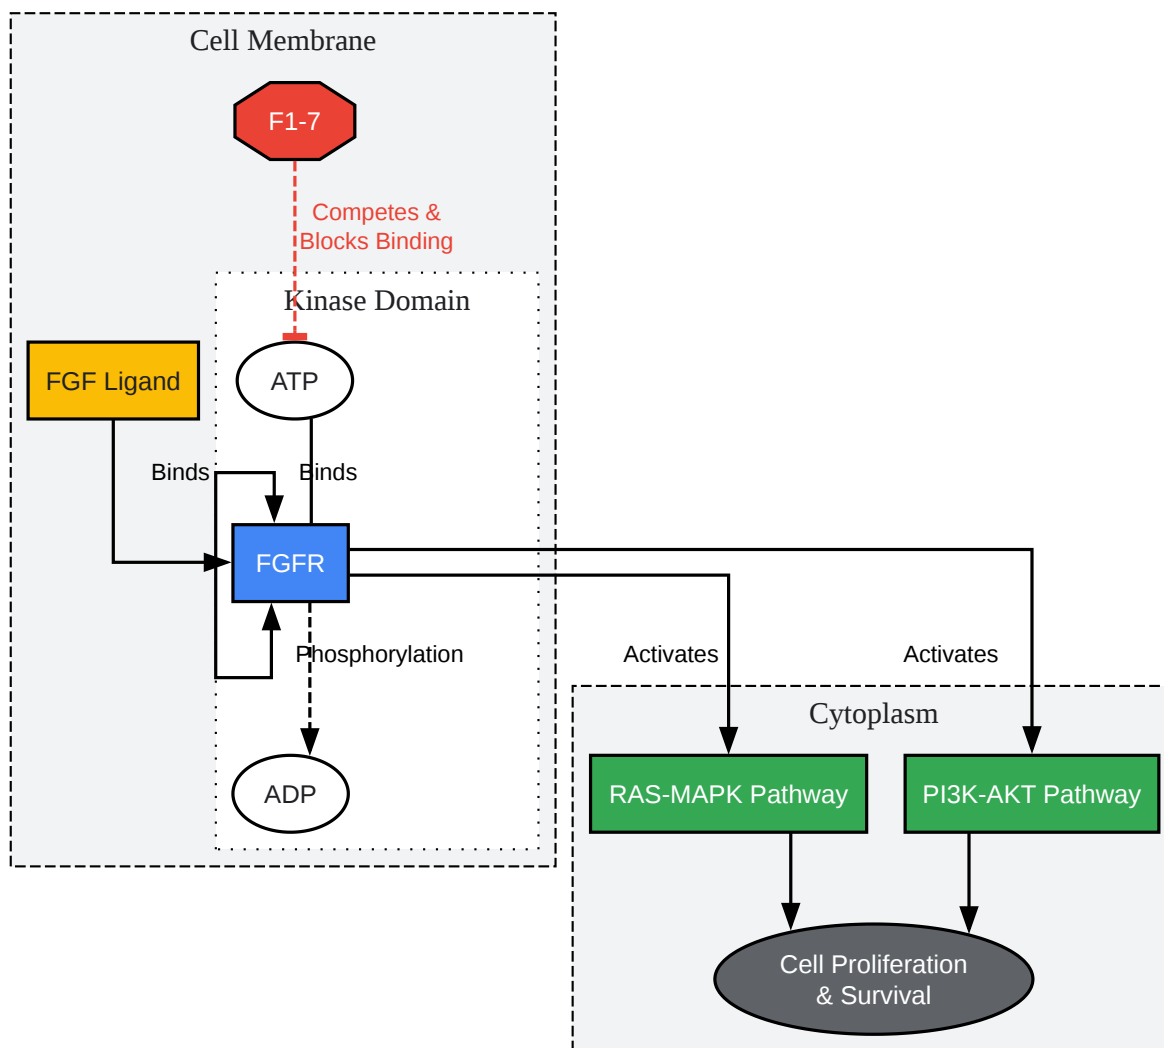 Cell Membrane
F1-7
Competes &
Blocks Binding
Kinase Domain
FGF Ligand
ATP
Binds
Binds
FGFR
Phosphorylation
Activates
Activates
Cytoplasm
ADP
RAS-MAPK Pathway
PI3K-AKT Pathway
Cell Proliferation
& Survival